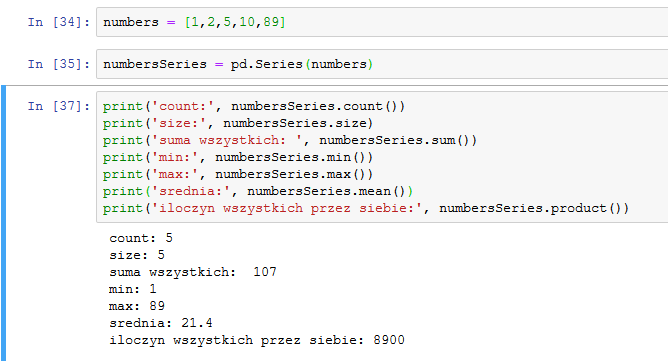 In [34]: numbers = [1,2,5,10,89]
In [35]: numbersSeries = pd.Series(numbers)
In [37]: print('count:', numbersSeries.count())
print('size:', numbersSeries.size)
print('suma wszystkich: ', numbersSeries.sum())
print('min:', numbersSeries.min())
print('max:', numbersSeries.max())
print('srednia:', numbersSeries.mean())
print('iloczyn wszystkich przez siebie:', numbersSeries.product())
count: 5
size: 5
suma wszystkich:  107
min: 1
max: 89
srednia: 21.4
iloczyn wszystkich przez siebie: 8900